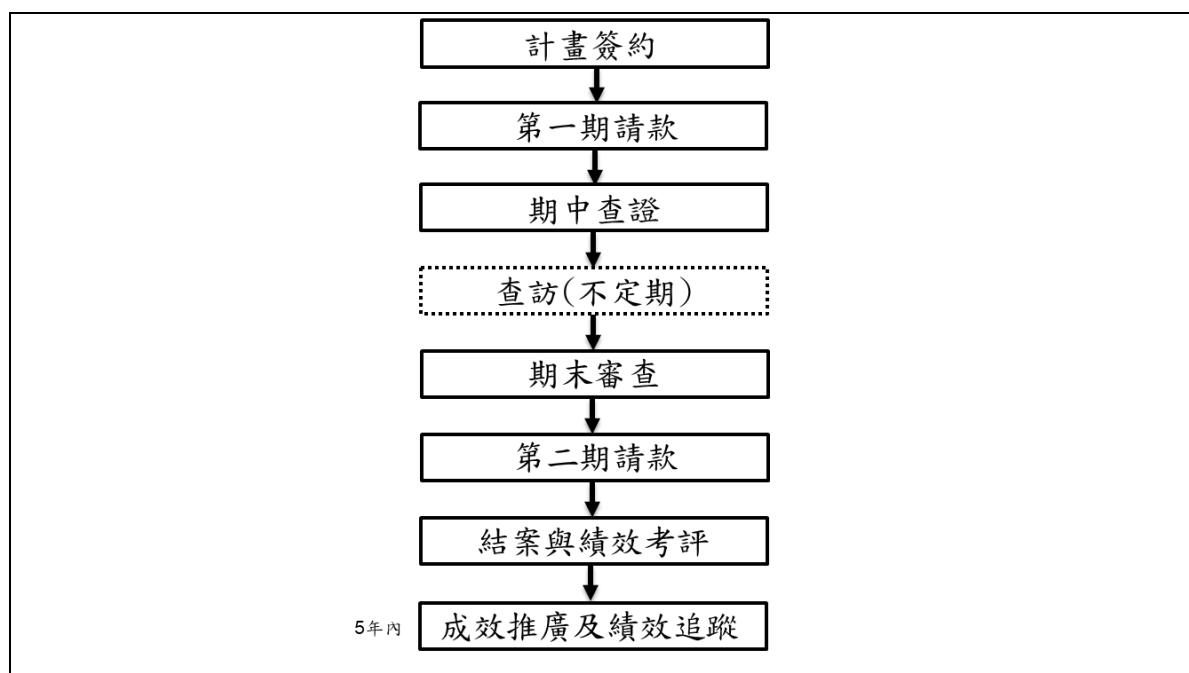 計畫簽約
第一期請款
期中查證
查訪(不定期)
期末審查
第二期請款
結案與績效考評
5年內 成效推廣及績效追蹤